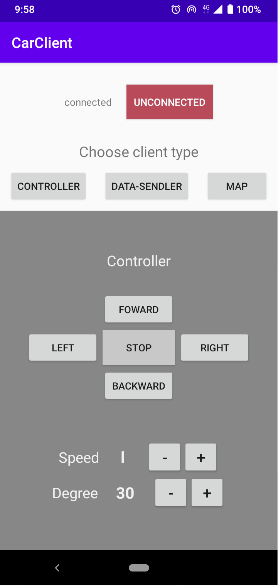 9:58 4G 100%
CarClient
connected UNCONNECTED
Choose client type
CONTROLLER DATA-SENDLER MAP
Controller
FOWARD
LEFT STOP RIGHT
BACKWARD
Speed I - +
Degree 30 - +